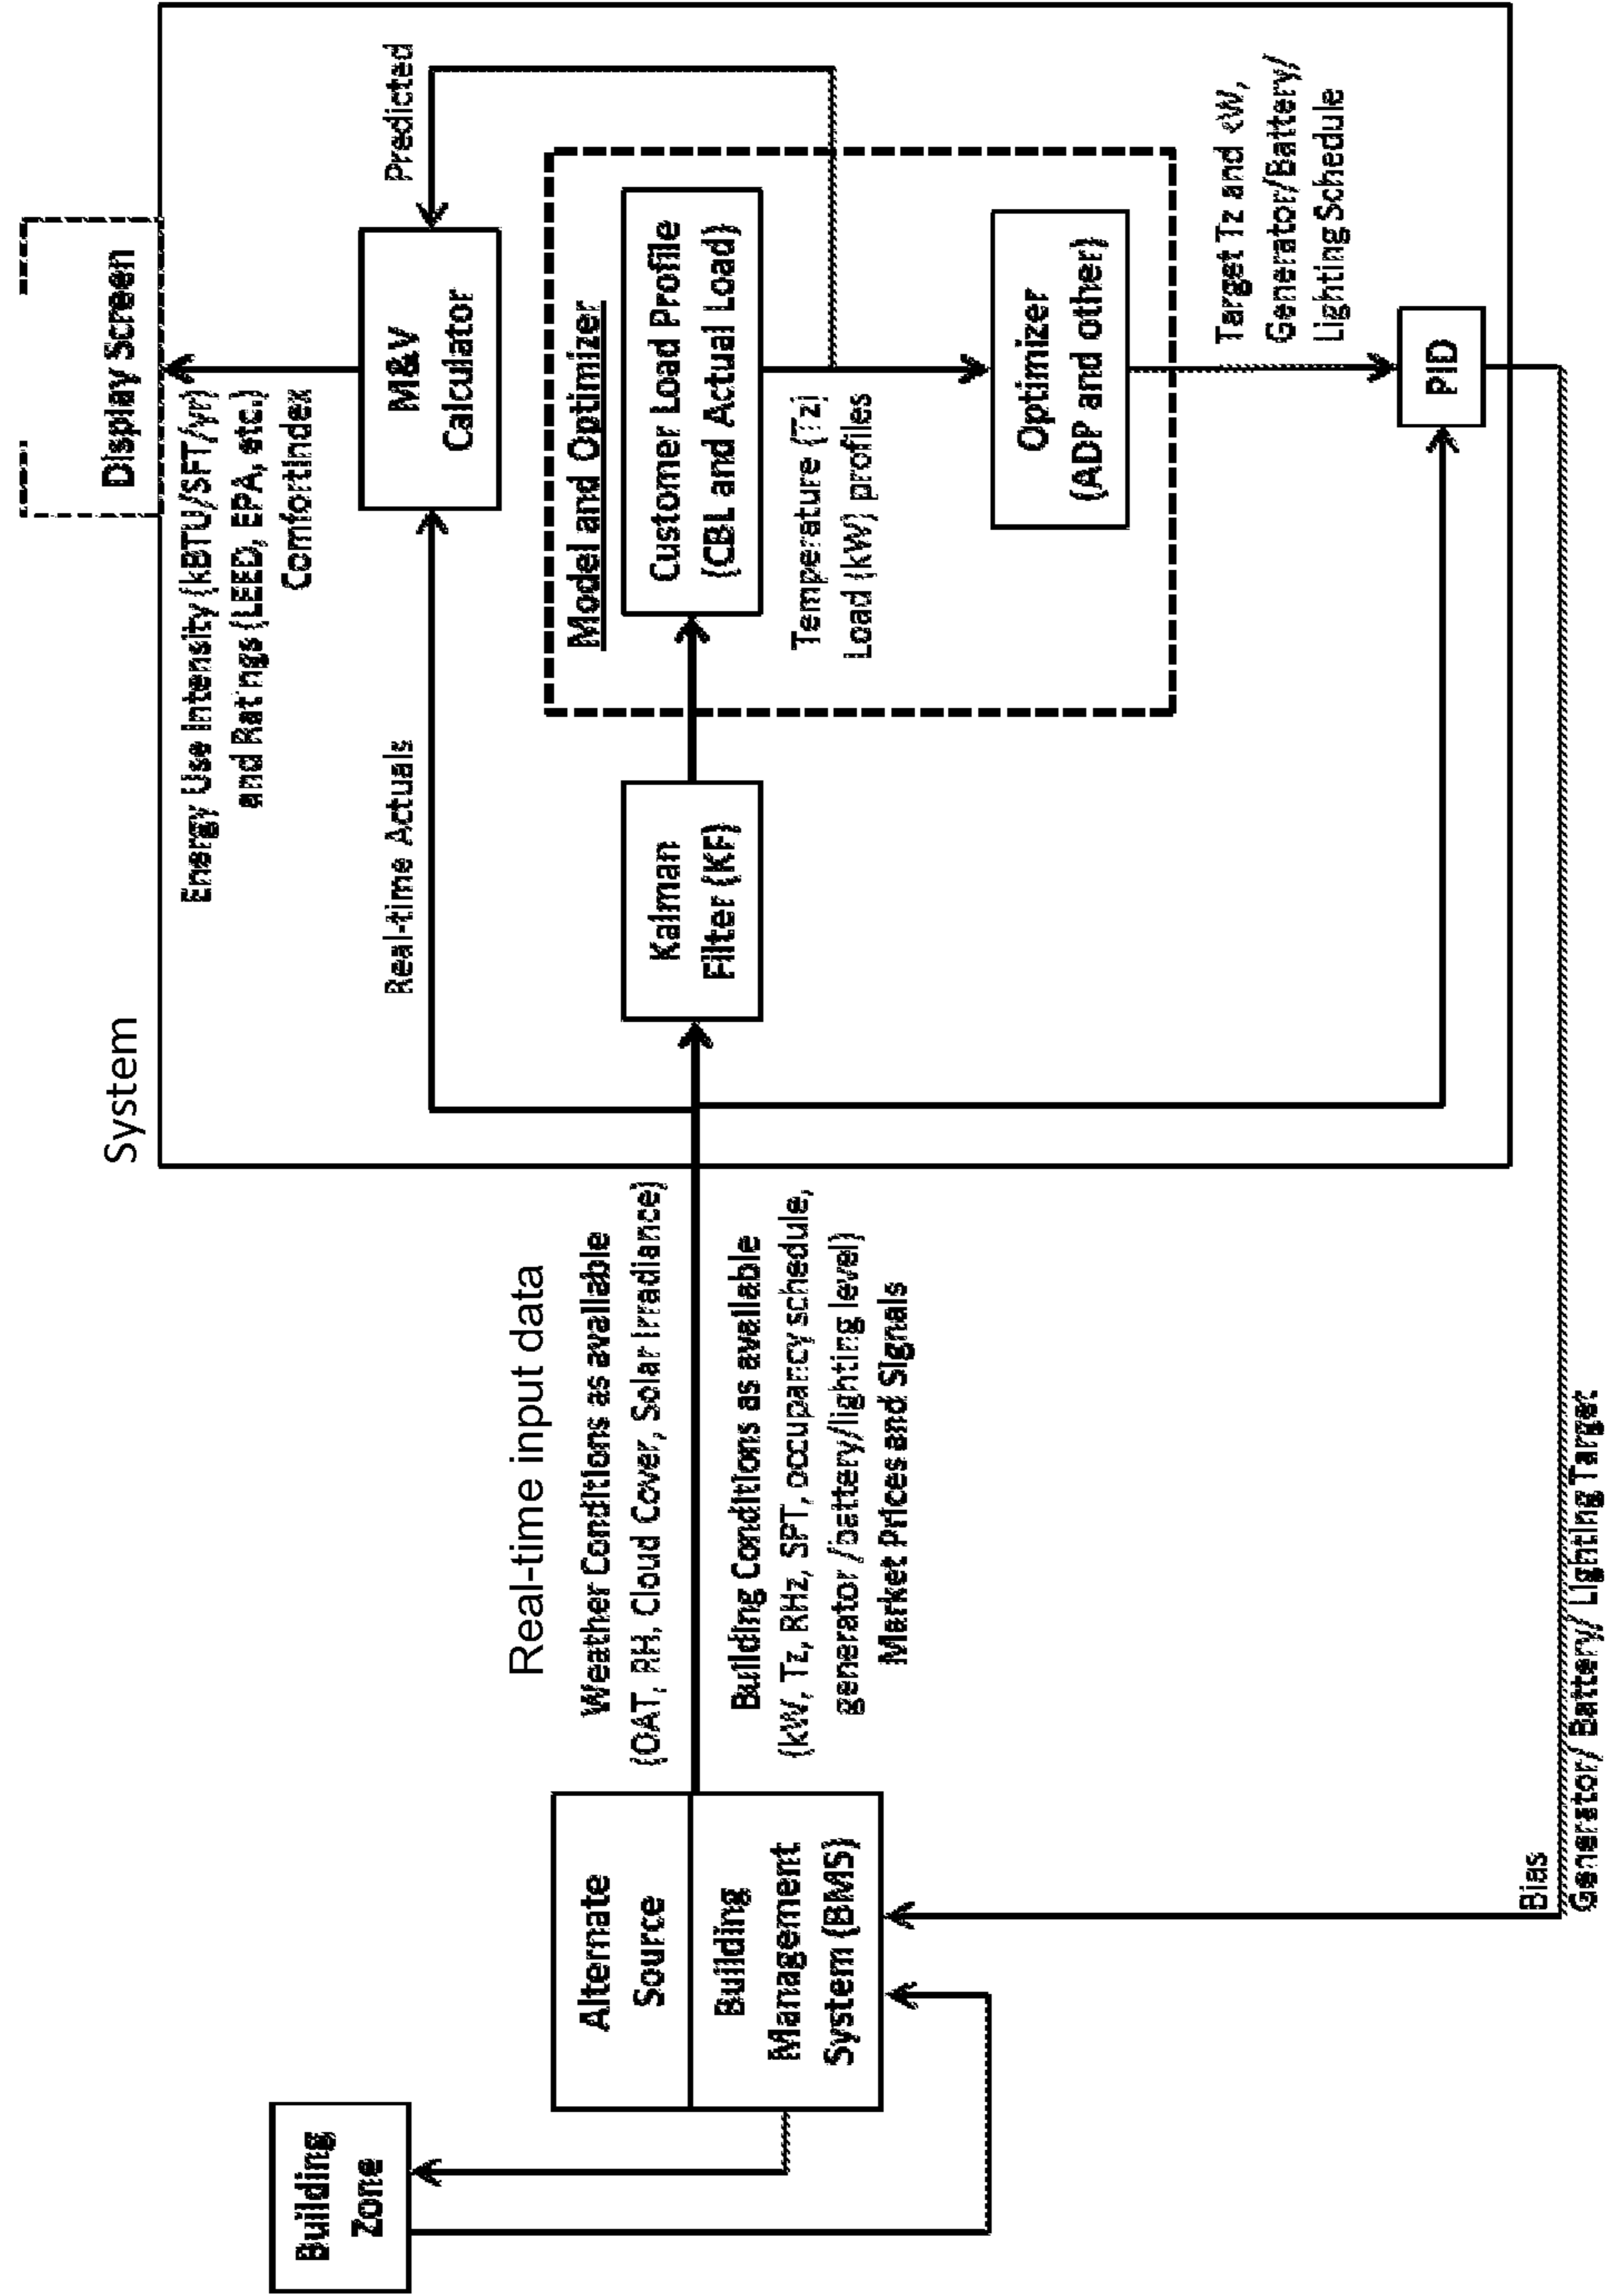 System
Display Screen
Energy Use Intensity (kBTU/SFT/yr)
and Ratings (LEED, EPA, etc.)
ComfortIndex
Real-time Actuals
M&V
Calculator
Predicted
Model and Optimizer
Customer Load Profile
(CBL and Actual Load)
Kalman
Filter (KF)
Temperature (Tz)
Load (kW) profiles
Optimizer
(ADP and other)
Target Tz and kW,
Generator/Battery/
Lighting Schedule
PID
Real-time input data
Weather Conditions as available
(OAT, RH, Cloud Cover, Solar Irradiance)
Building Conditions as available
(kW, Tz, RHz, SPT, occupancy schedule,
generator/battery/lighting level)
Market Prices and Signals
Building
Zone
Alternate
Source
Building
Management
System (BMS)
Bias
Generator/ Battery/ Lighting Target